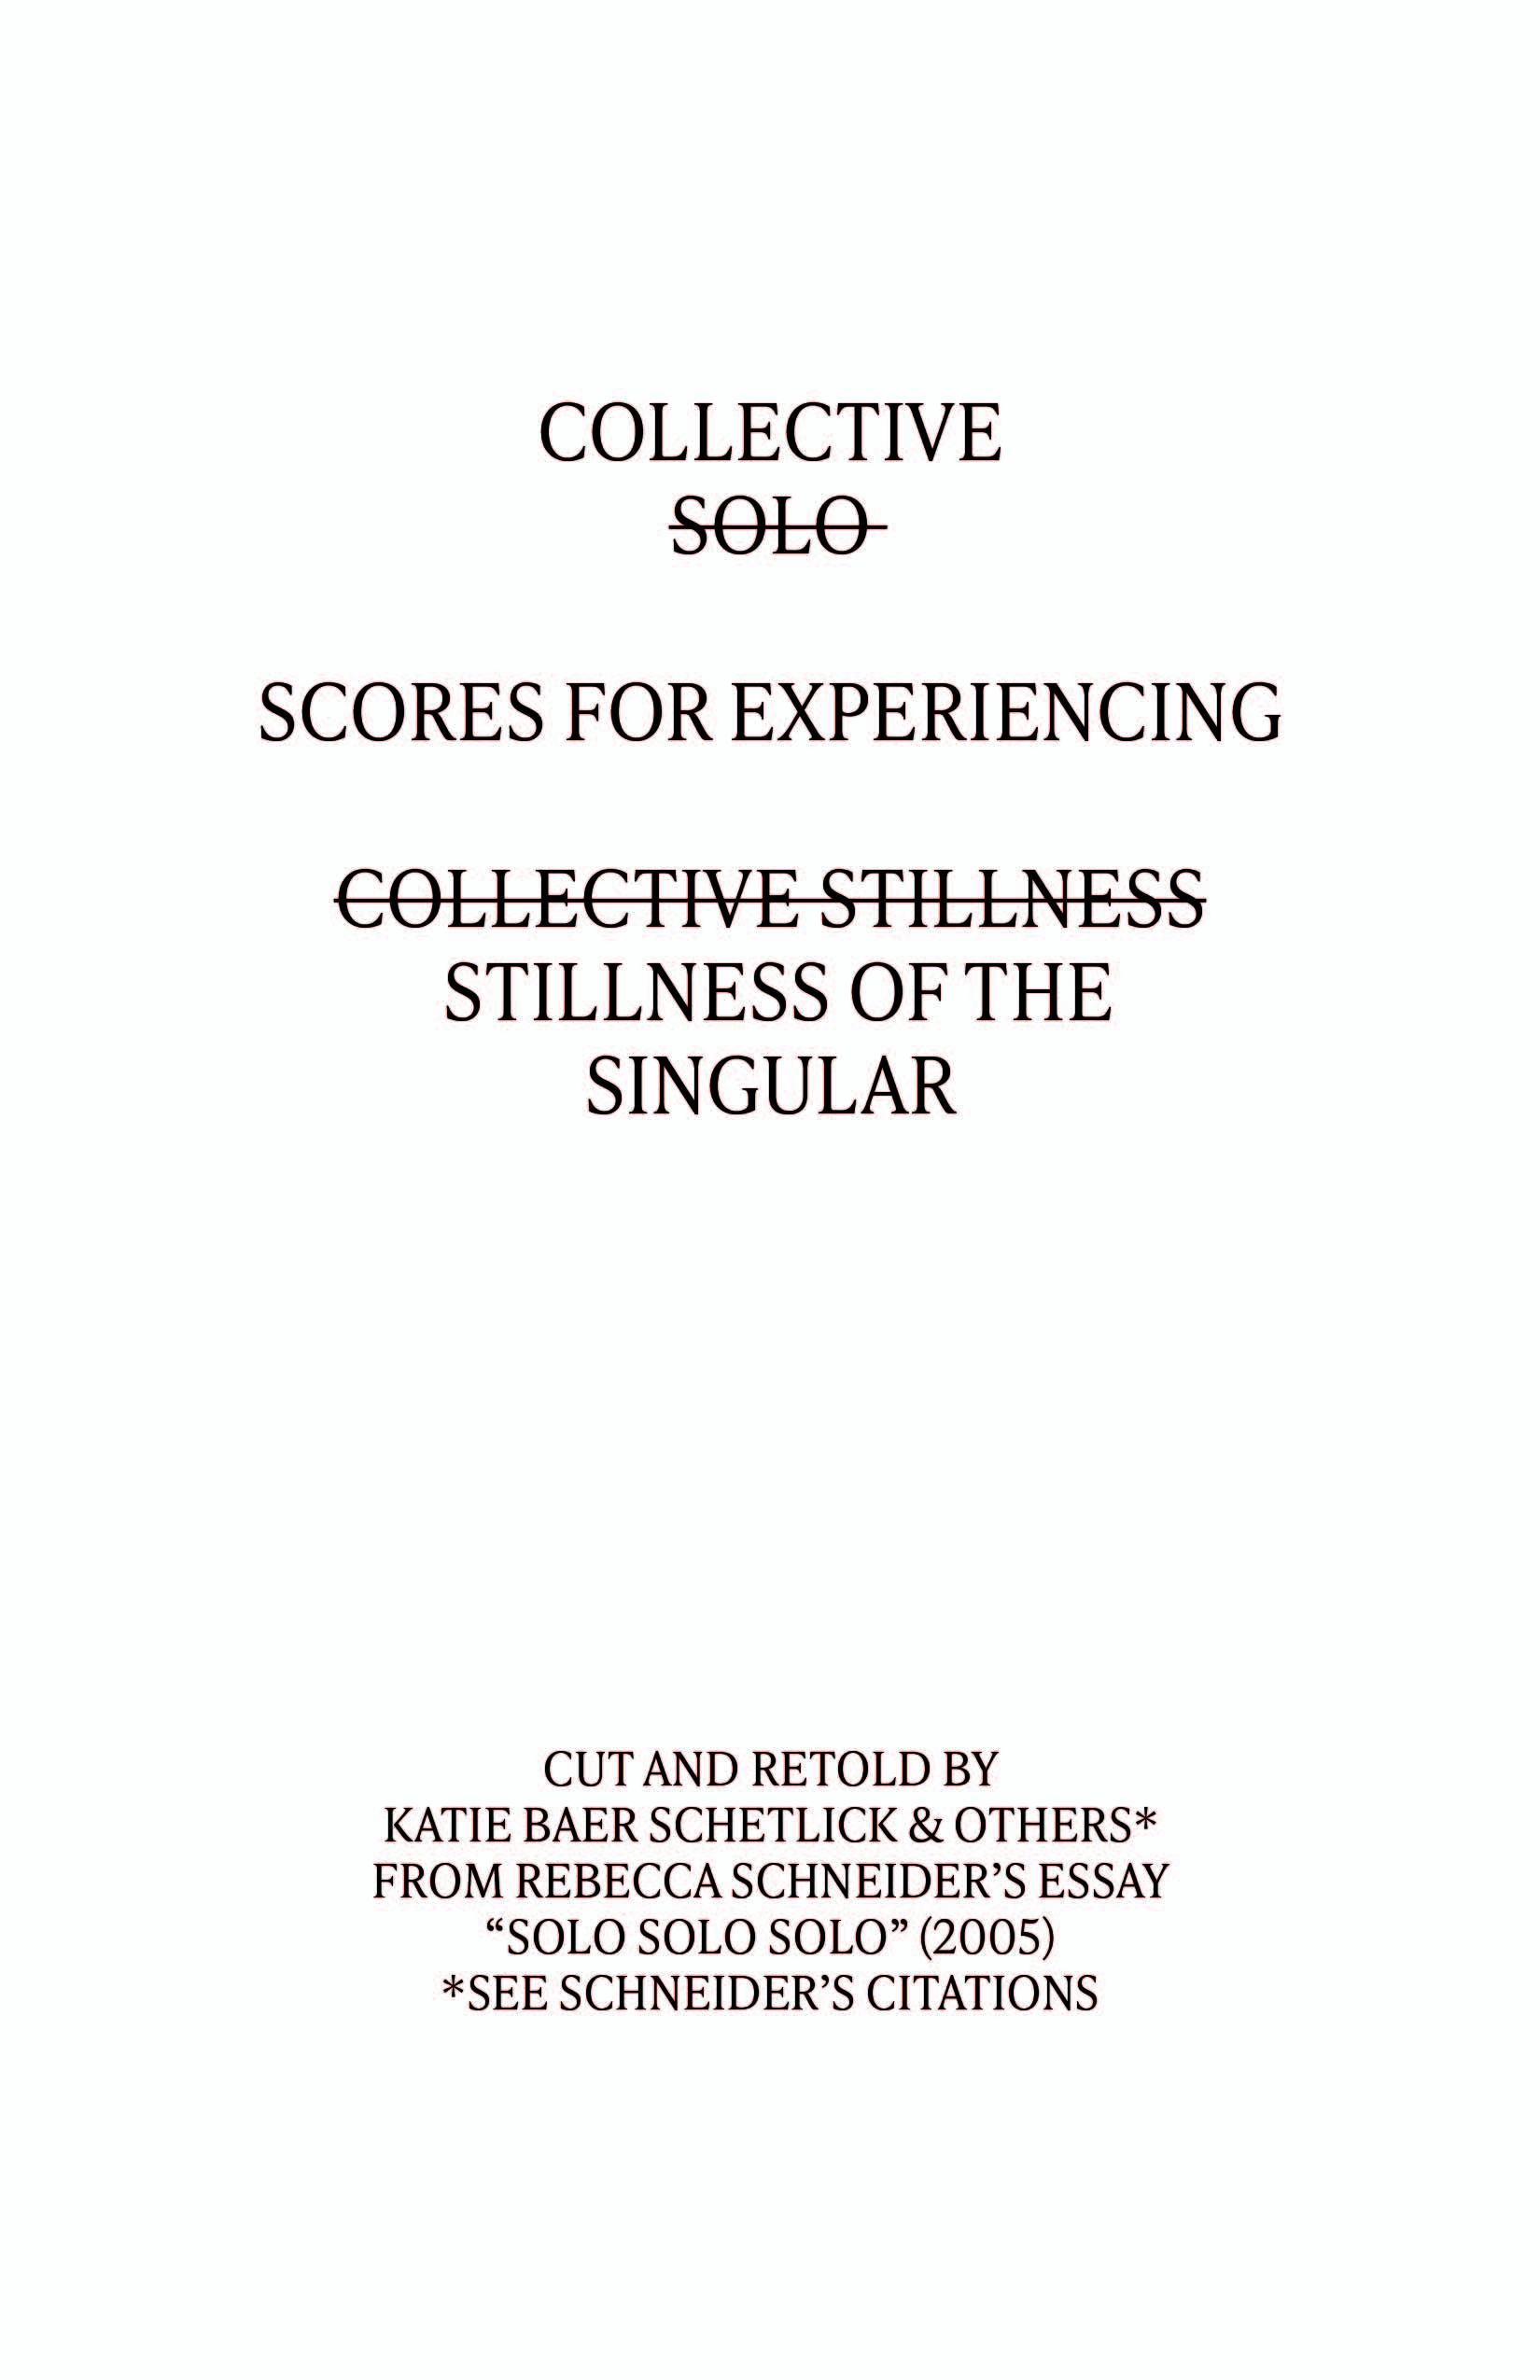 COLLECTIVE
SOLO
SCORES FOR EXPERIENCING
COLLECTIVE STILLNESS
STILLNESS OF THE
SINGULAR
CUT AND RETOLD BY
KATIE BAER SCHETLICK & OTHERS*
FROM REBECCA SCHNEIDER’S ESSAY
“SOLO SOLO SOLO” (2005)
*SEE SCHNEIDER’S CITATIONS